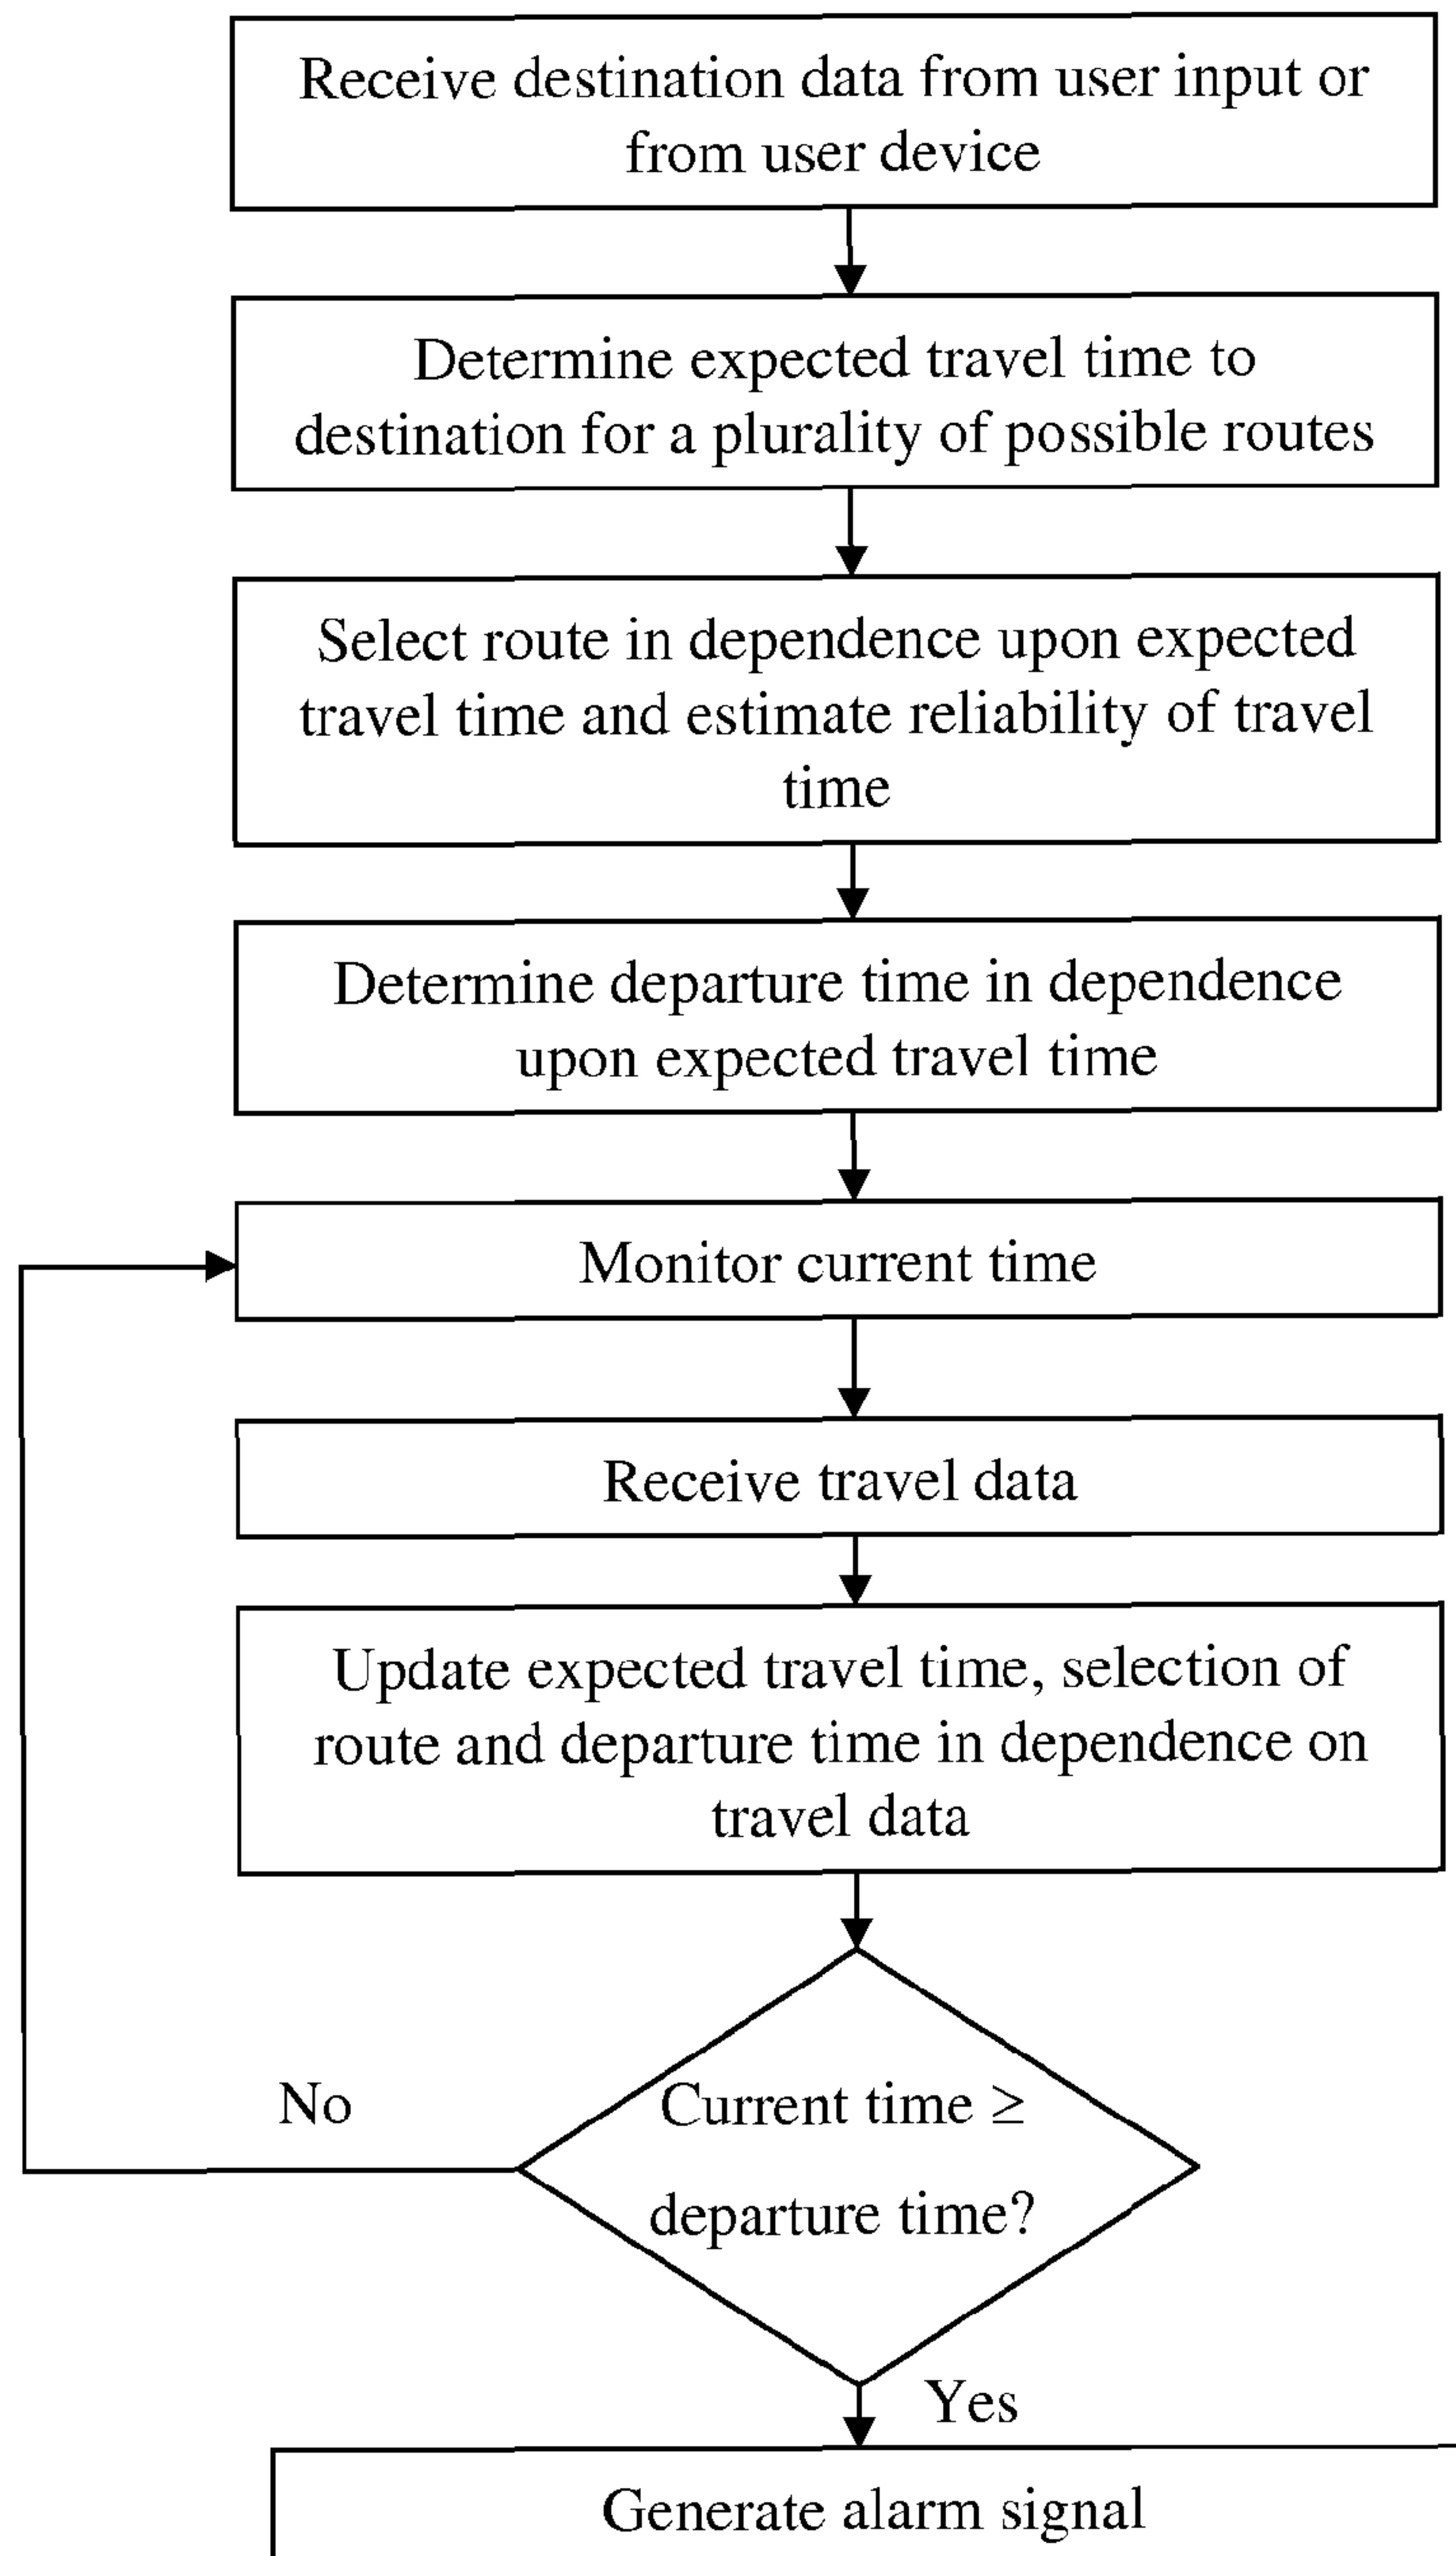 Receive destination data from user input or
from user device
Determine expected travel time to
destination for a plurality of possible routes
Select route in dependence upon expected
travel time and estimate reliability of travel
time
Determine departure time in dependence
upon expected travel time
Monitor current time
Receive travel data
Update expected travel time, selection of
route and departure time in dependence on
travel data
No
Current time ≥
departure time?
Yes
Generate alarm signal